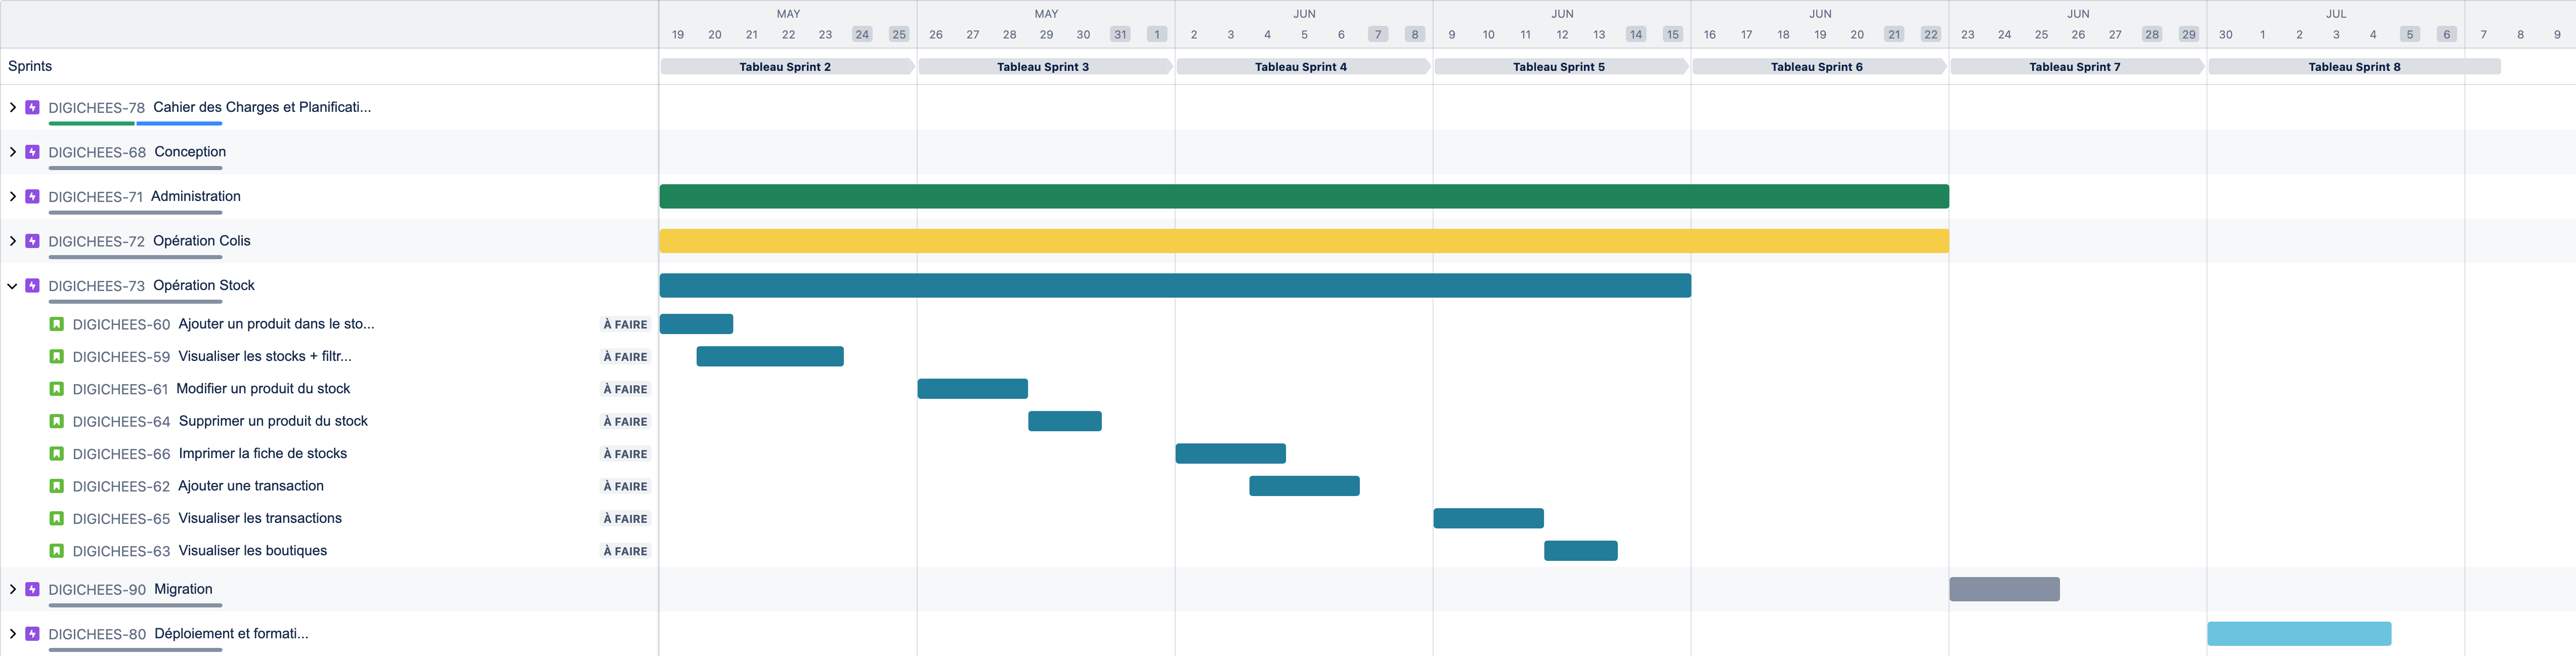 MAY MAY JUN JUN JUN JUN JUL
19 20 21 22 23 24 25 26 27 28 29 30 31 1 2 3 4 5 6 7 8 9 10 11 12 13 14 15 16 17 18 19 20 21 22 23 24 25 26 27 28 29 30 1 2 3 4 5 6 7 8 9
Sprints Tableau Sprint 2 Tableau Sprint 3 Tableau Sprint 4 Tableau Sprint 5 Tableau Sprint 6 Tableau Sprint 7 Tableau Sprint 8
DIGICHEES-78 Cahier des Charges et Planificati...
DIGICHEES-68 Conception
DIGICHEES-71 Administration
DIGICHEES-72 Opération Colis
DIGICHEES-73 Opération Stock
DIGICHEES-60 Ajouter un produit dans le sto... À FAIRE
DIGICHEES-59 Visualiser les stocks + filtr... À FAIRE
DIGICHEES-61 Modifier un produit du stock À FAIRE
DIGICHEES-64 Supprimer un produit du stock À FAIRE
DIGICHEES-66 Imprimer la fiche de stocks À FAIRE
DIGICHEES-62 Ajouter une transaction À FAIRE
DIGICHEES-65 Visualiser les transactions À FAIRE
DIGICHEES-63 Visualiser les boutiques À FAIRE
DIGICHEES-90 Migration
DIGICHEES-80 Déploiement et formati...